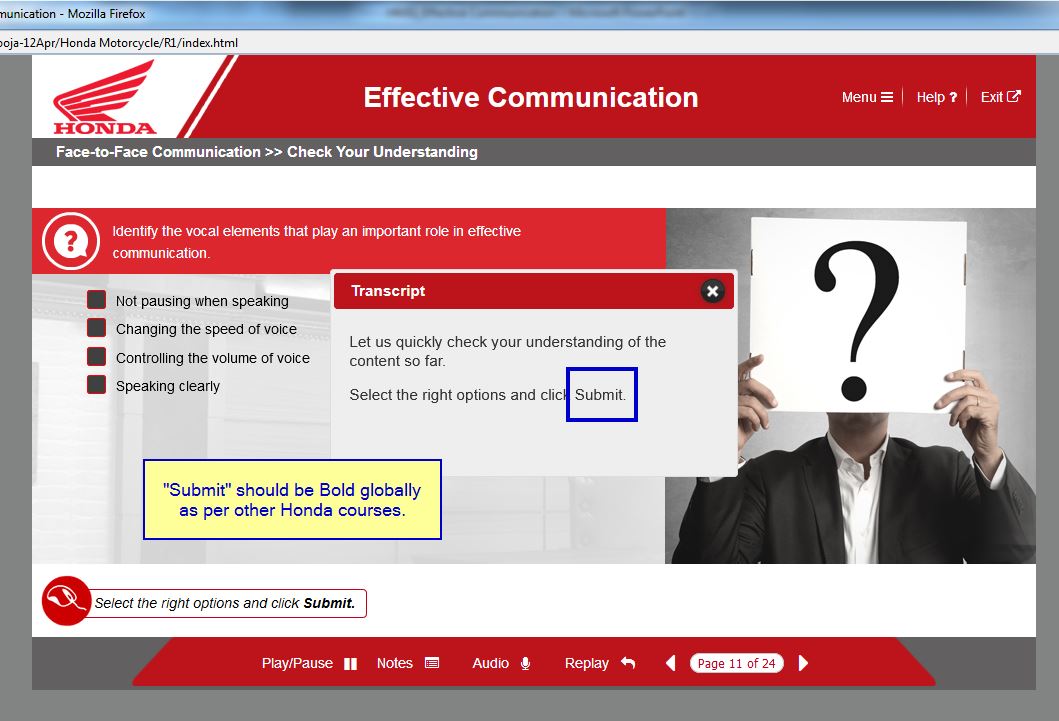 munication - Mozilla Firefox
ooja-12Apr/Honda Motorcycle/R1/index.html
HONDA
Effective Communication
Menu
Help ?
Exit
Face-to-Face Communication >> Check Your Understanding
?
Identify the vocal elements that play an important role in effective
communication.
Not pausing when speaking
Changing the speed of voice
Controlling the volume of voice
Speaking clearly
Transcript
Let us quickly check your understanding of the
content so far.
Select the right options and click Submit.
?
"Submit" should be Bold globally
as per other Honda courses.
Select the right options and click Submit.
Play/Pause
Notes
Audio
Replay
Page 11 of 24